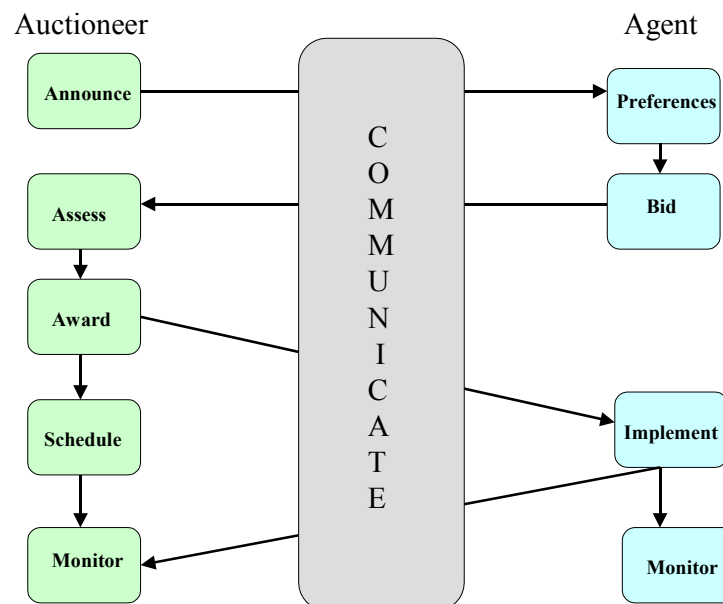 Auctioneer
Agent
Announce
Preferences
C
O
M
M
U
N
I
C
A
T
E
Assess
Bid
Award
Schedule
Implement
Monitor
Monitor